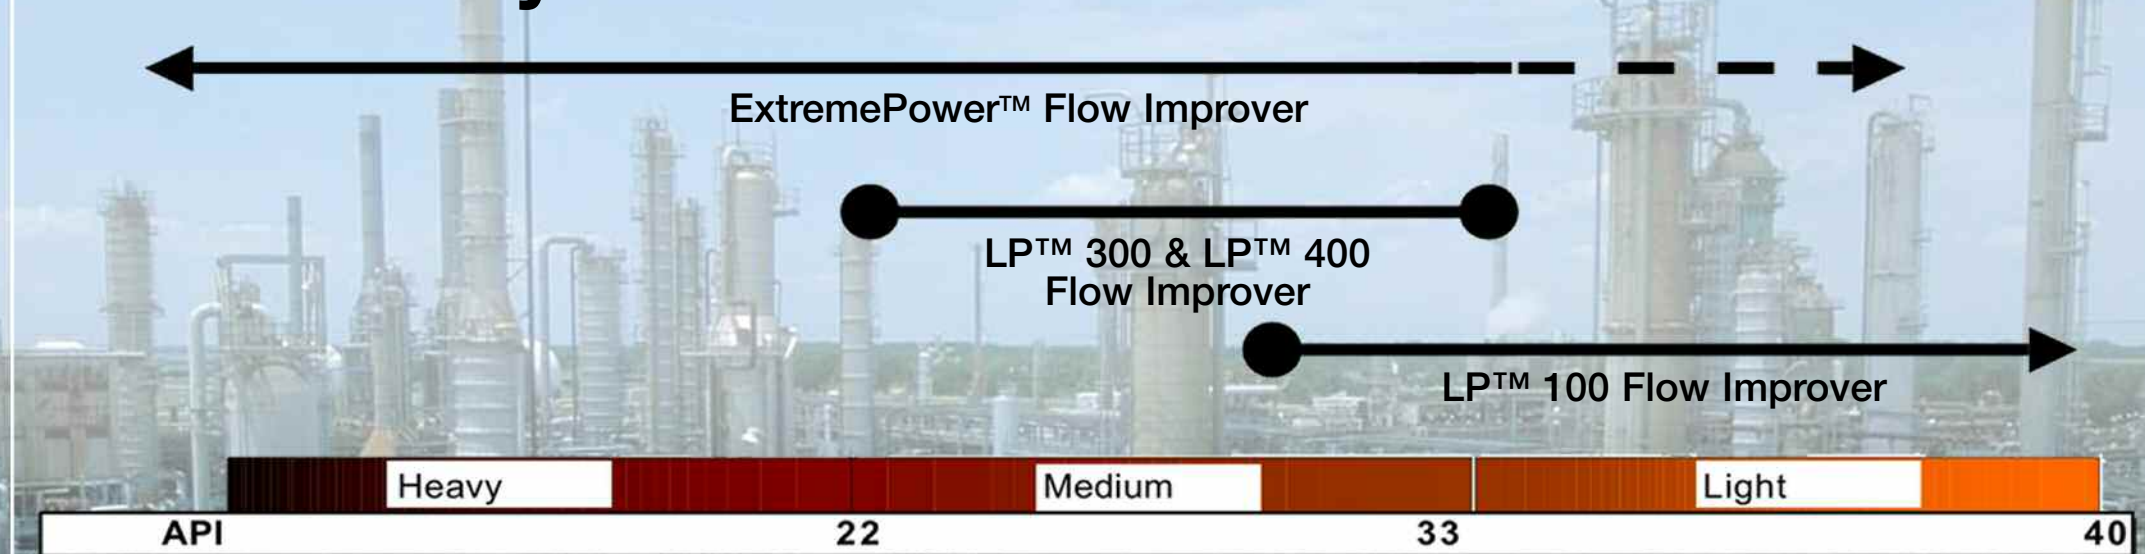 ExtremePower™ Flow Improver
LP™ 300 & LP™ 400
Flow Improver
LP™ 100 Flow Improver
Heavy Medium Light
API 22 33 40